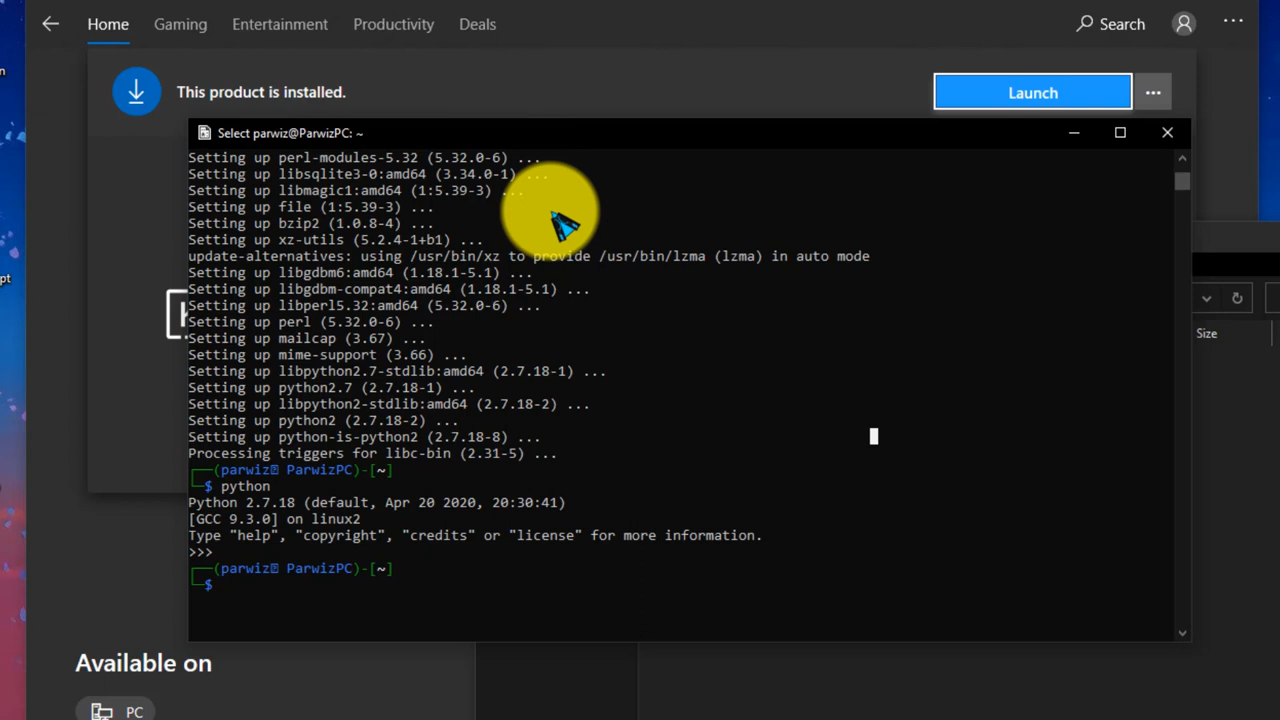 Home Gaming Entertainment Productivity Deals Search
This product is installed. Launch
Select parwiz@ParwizPC: ~
Setting up perl-modules-5.32 (5.32.0-6) ...
Setting up libsqlite3-0:amd64 (3.34.0-1) ...
Setting up libmagic1:amd64 (1:5.39-3) ...
Setting up file (1:5.39-3) ...
Setting up bzip2 (1.0.8-4) ...
Setting up xz-utils (5.2.4-1+b1) ...
update-alternatives: using /usr/bin/xz to provide /usr/bin/lzma (lzma) in auto mode
Setting up libgdbm6:amd64 (1.18.1-5.1) ...
Setting up libgdbm-compat4:amd64 (1.18.1-5.1) ...
Setting up libperl5.32:amd64 (5.32.0-6) ...
Setting up perl (5.32.0-6) ...
Setting up mailcap (3.67) ...
Setting up mime-support (3.66) ...
Setting up libpython2.7-stdlib:amd64 (2.7.18-1) ...
Setting up python2.7 (2.7.18-1) ...
Setting up libpython2-stdlib:amd64 (2.7.18-2) ...
Setting up python2 (2.7.18-2) ...
Setting up python-is-python2 (2.7.18-8) ...
Processing triggers for libc-bin (2.31-5) ...
┌──(parwiz㉿ ParwizPC)-[~]
└─$ python
Python 2.7.18 (default, Apr 20 2020, 20:30:41)
[GCC 9.3.0] on linux2
Type "help", "copyright", "credits" or "license" for more information.
>>>
┌──(parwiz㉿ ParwizPC)-[~]
└─$
Size
Available on
PC